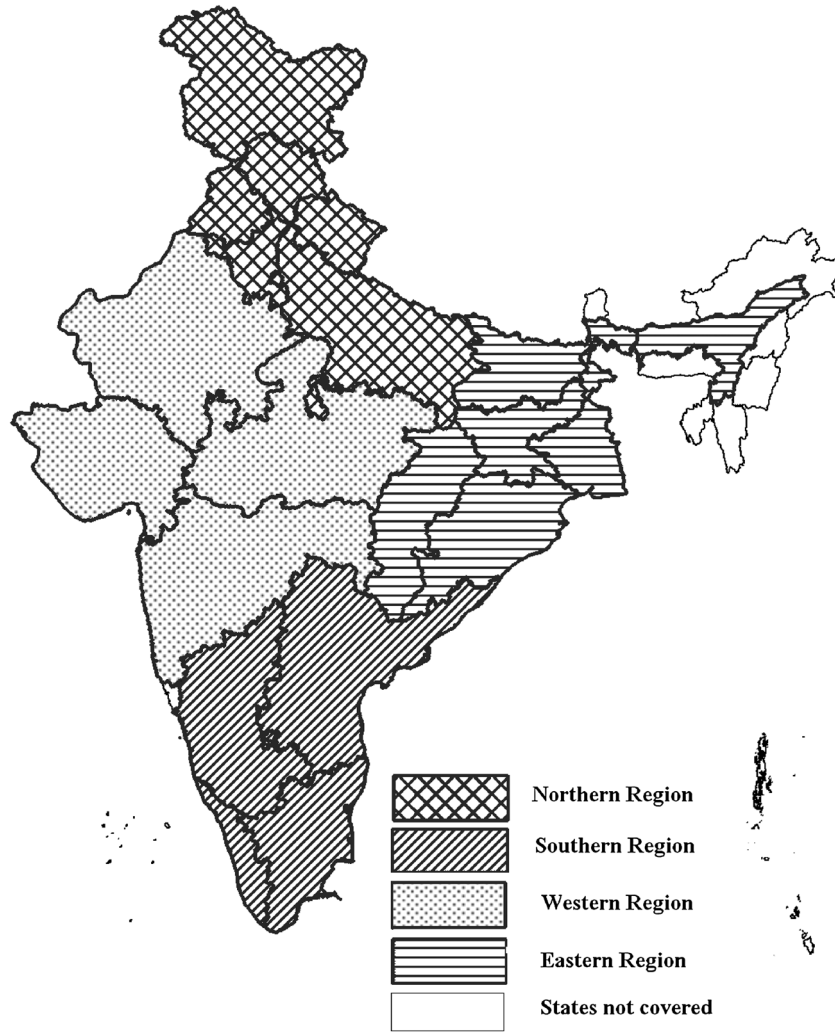 Northern Region
Southern Region
Western Region
Eastern Region
States not covered